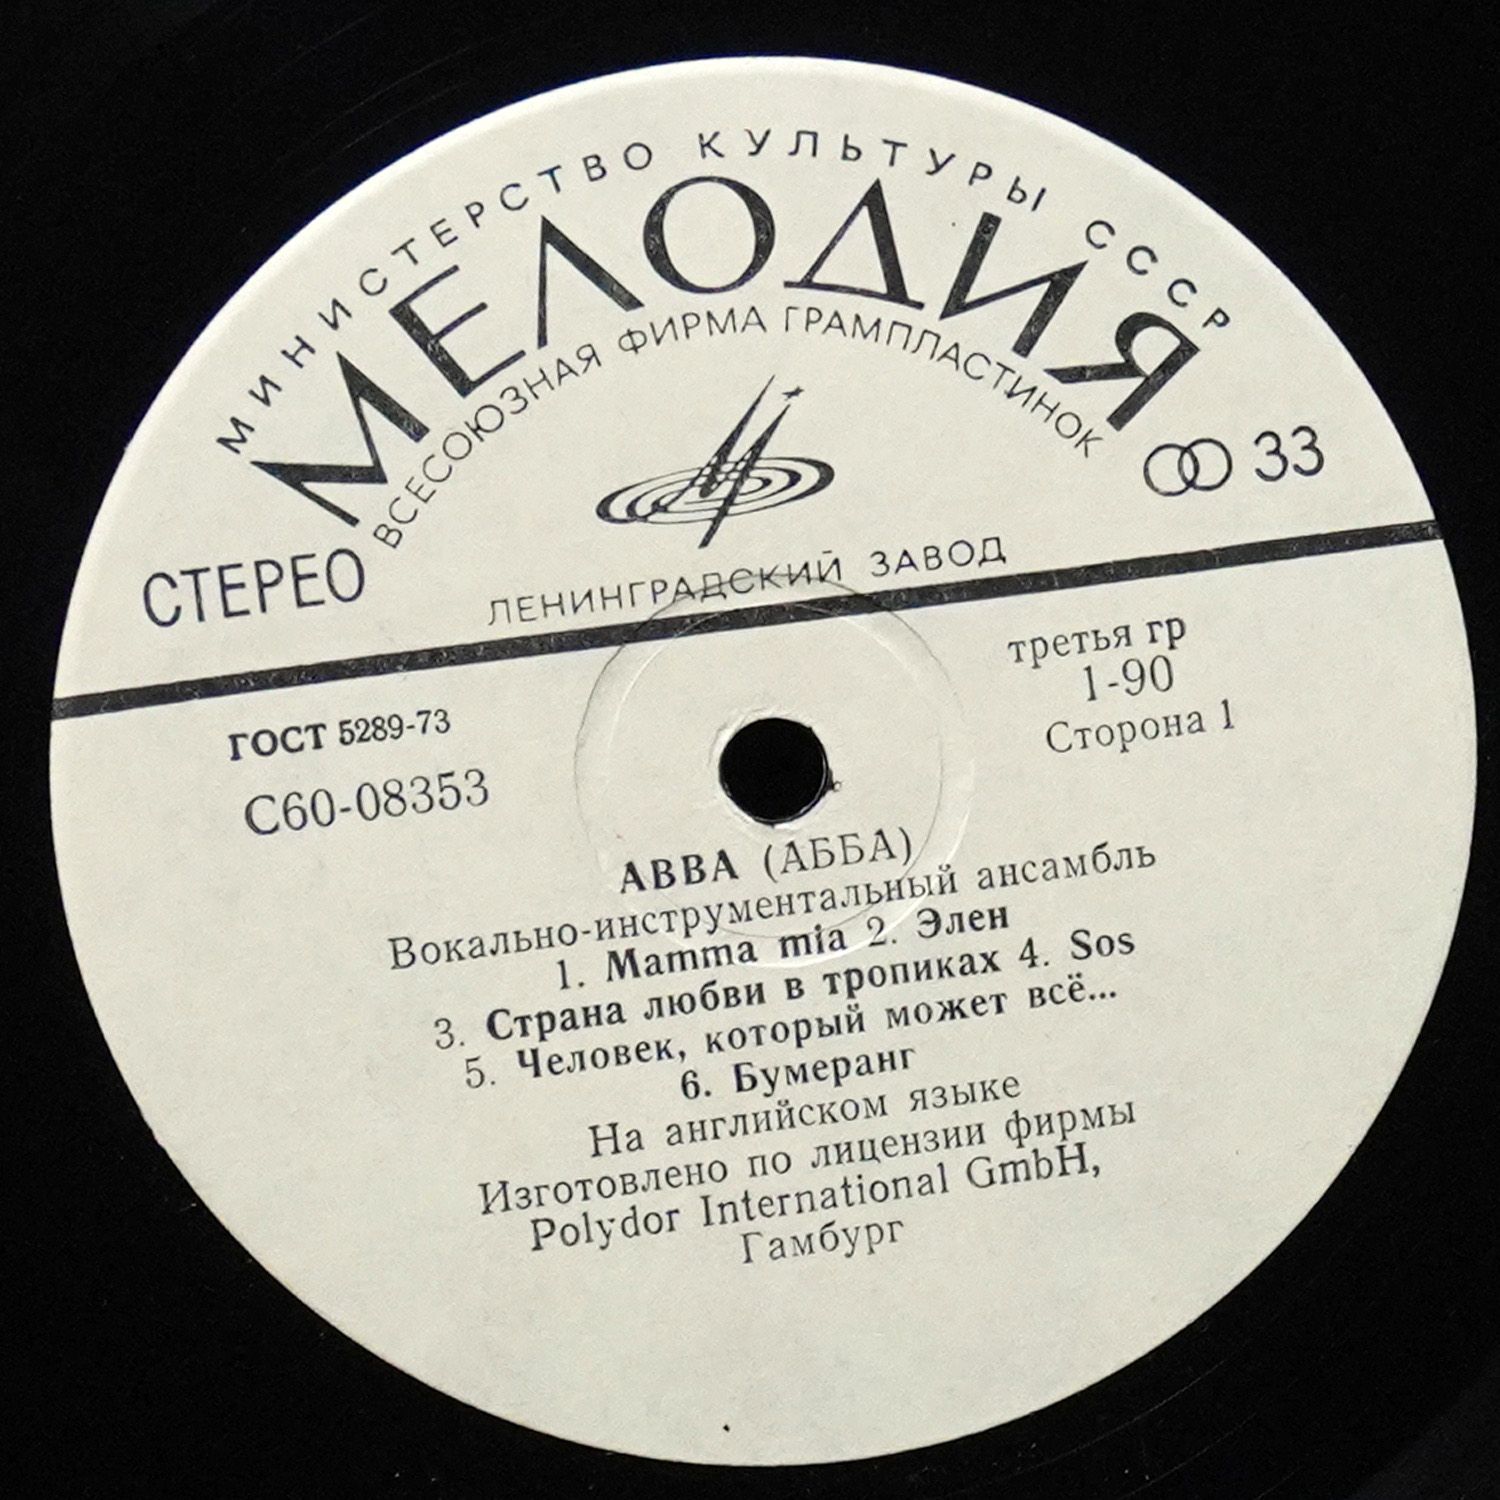 МИНИСТЕРСТВО КУЛЬТУРЫ СССР
МЕЛОДИЯ
ВСЕСОЮЗНАЯ ФИРМА ГРАМПЛАСТИНОК
33
СТЕРЕО
ЛЕНИНГРАДСКИЙ ЗАВОД
третья гр
1-90
Сторона 1
ГОСТ 5289-73
С60-08353
ABBA (АББА)
Вокально-инструментальный ансамбль
1. Mamma mia 2. Элен
3. Страна любви в тропиках 4. Sos
5. Человек, который может всё...
6. Бумеранг
На английском языке
Изготовлено по лицензии фирмы
Polydor International GmbH,
Гамбург